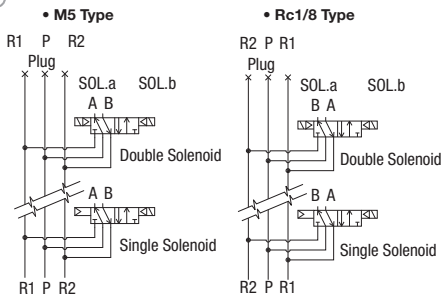 • M5 Type
R1 P R2
Plug
SOL.a SOL.b
A B
Double Solenoid
A B
Single Solenoid
R1 P R2
• Rc1/8 Type
R2 P R1
Plug
SOL.a SOL.b
B A
Double Solenoid
B A
Single Solenoid
R2 P R1